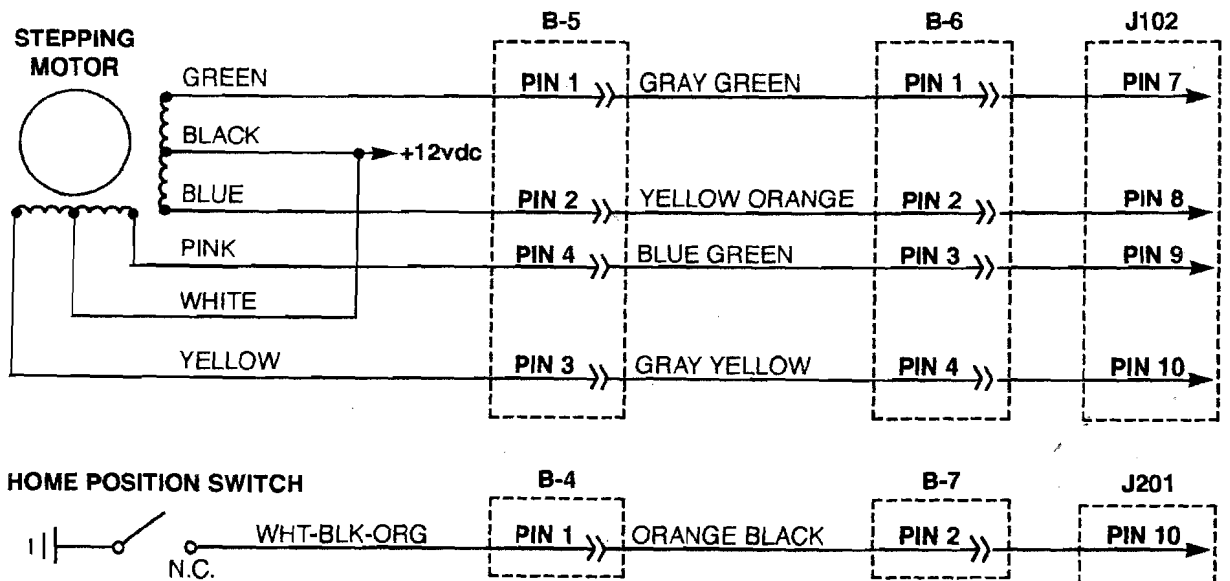 B-5 B-6 J102
STEPPING
MOTOR
GREEN PIN 1 GRAY GREEN PIN 1 PIN 7
BLACK +12vdc
BLUE PIN 2 YELLOW ORANGE PIN 2 PIN 8
PINK PIN 4 BLUE GREEN PIN 3 PIN 9
WHITE
YELLOW PIN 3 GRAY YELLOW PIN 4 PIN 10
HOME POSITION SWITCH B-4 B-7 J201
WHT-BLK-ORG PIN 1 ORANGE BLACK PIN 2 PIN 10
N.C.